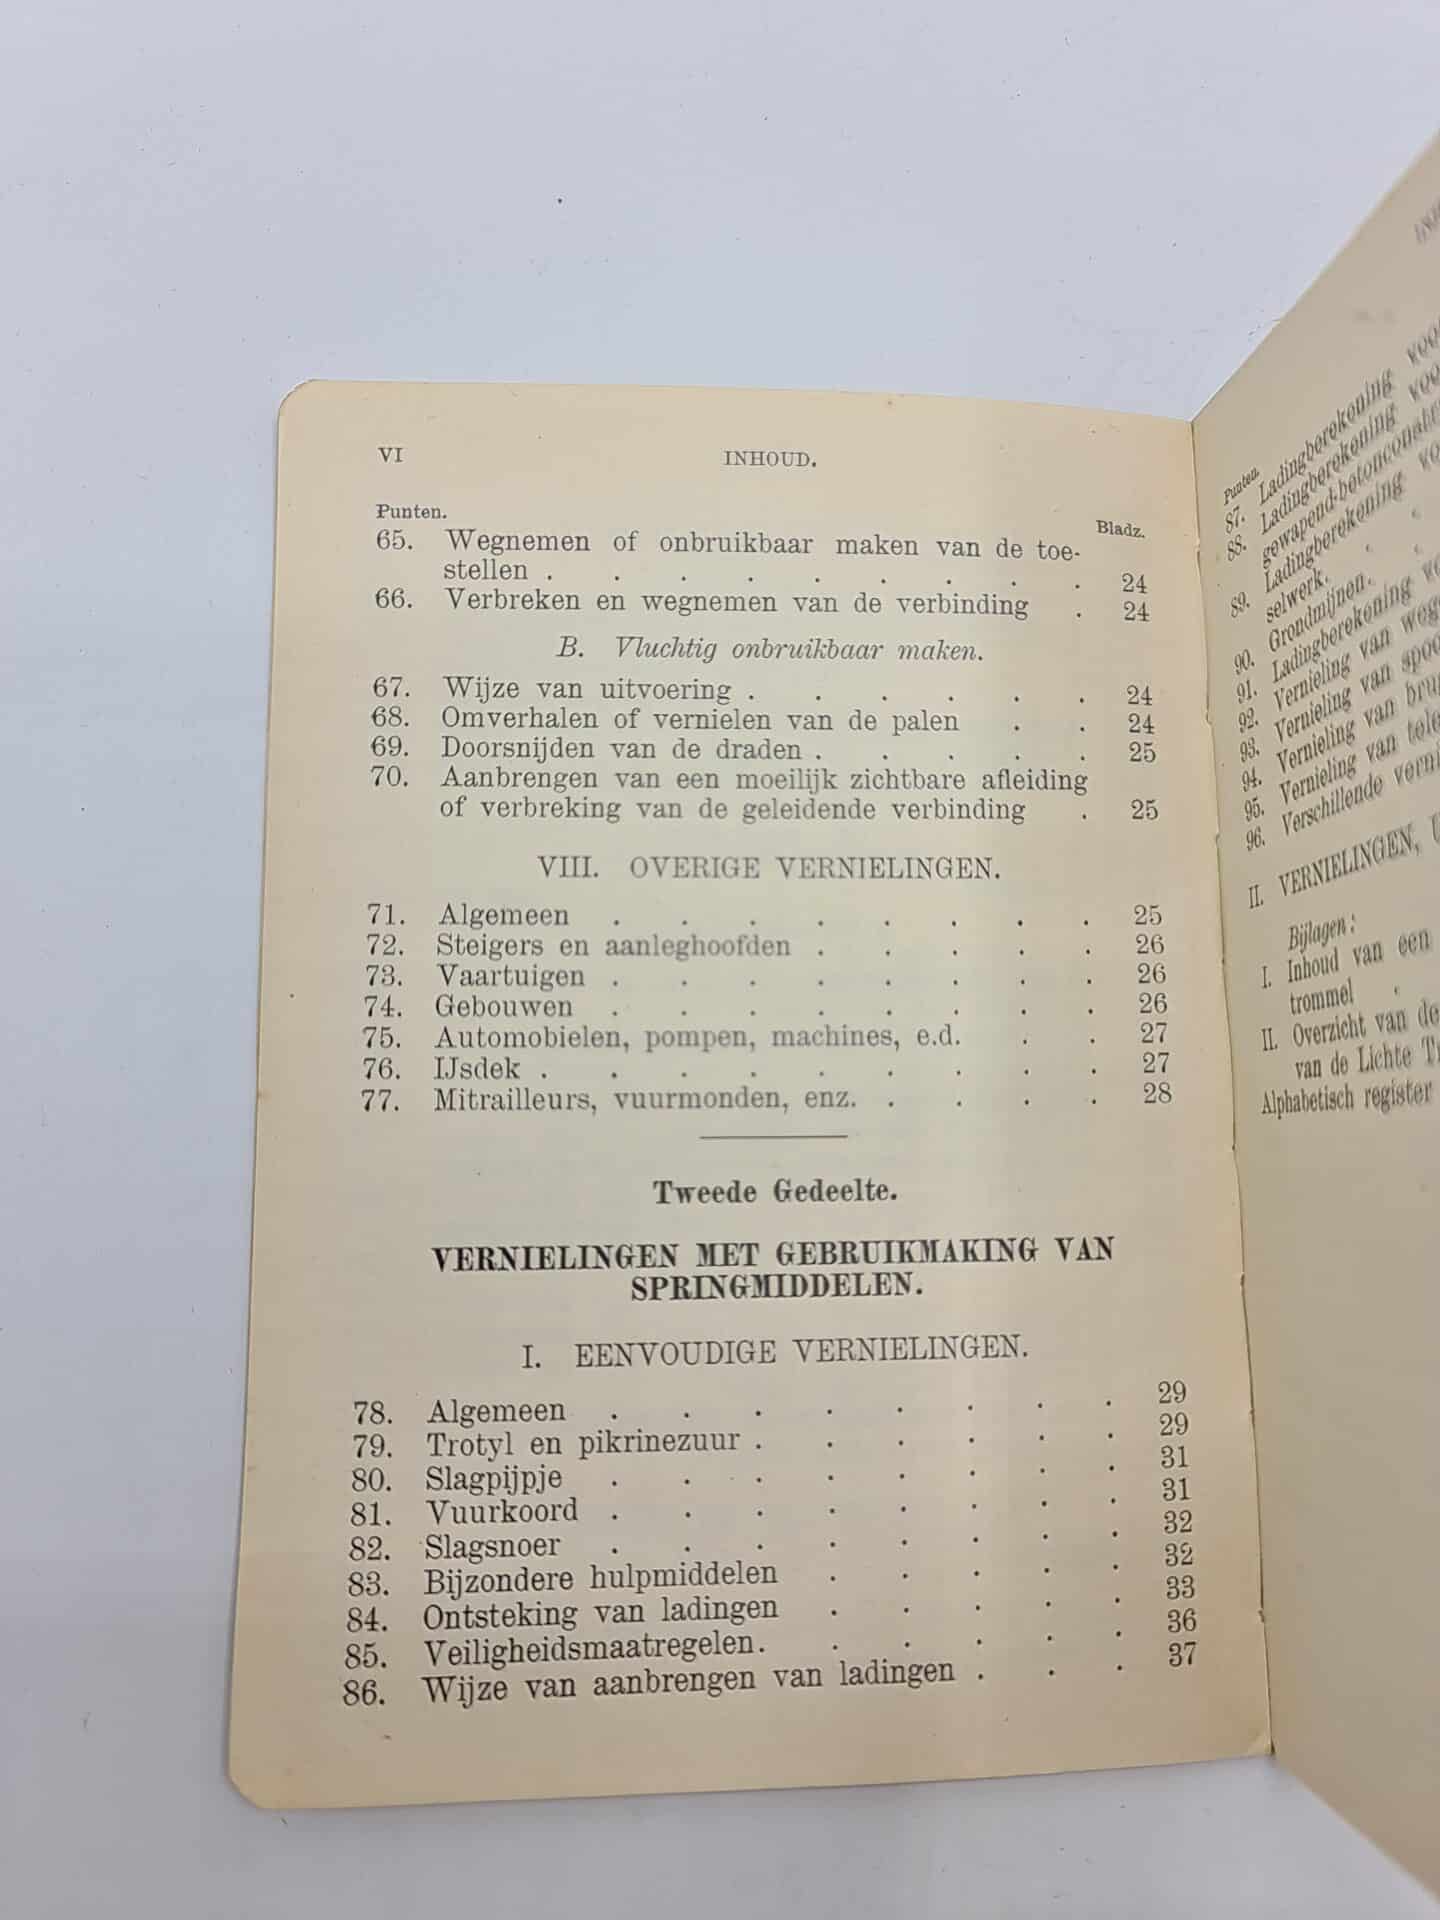 VI INHOUD.
Punten. Bladz.
65. Wegnemen of onbruikbaar maken van de toe-
stellen . . . . . . . . . 24
66. Verbreken en wegnemen van de verbinding . 24
B. Vluchtig onbruikbaar maken.
67. Wijze van uitvoering . . . . . . 24
68. Omverhalen of vernielen van de palen . . 24
69. Doorsnijden van de draden . . . . . 25
70. Aanbrengen van een moeilijk zichtbare afleiding
of verbreking van de geleidende verbinding . 25
VIII. OVERIGE VERNIELINGEN.
71. Algemeen . . . . . . . . 25
72. Steigers en aanleghoofden . . . . . 26
73. Vaartuigen . . . . . . . . 26
74. Gebouwen . . . . . . . . 26
75. Automobielen, pompen, machines, e.d. . . 27
76. IJsdek . . . . . . . . . 27
77. Mitrailleurs, vuurmonden, enz. . . . . 28
Tweede Gedeelte.
VERNIELINGEN MET GEBRUIKMAKING VAN
SPRINGMIDDELEN.
I. EENVOUDIGE VERNIELINGEN.
78. Algemeen . . . . . . . . 29
79. Trotyl en pikrinezuur . . . . . . 29
80. Slagpijpje . . . . . . . . 31
81. Vuurkoord . . . . . . . . 31
82. Slagsnoer . . . . . . . . 32
83. Bijzondere hulpmiddelen . . . . . 32
84. Ontsteking van ladingen . . . . . 33
85. Veiligheidsmaatregelen. . . . . . 36
86. Wijze van aanbrengen van ladingen . . . 37
Punten.
87. Ladingberekening
88. Ladingberekening
gewapend-betonconst
89. Ladingberekening
selwerk.
90. Grondmijnen.
91. Ladingberekening
92. Vernieling van
93. Vernieling van
94. Vernieling van
95. Vernieling van
96. Verschillende
II. VERNIELINGEN,
Bijlagen:
I. Inhoud van een
trommel
II. Overzicht van de
van de Lichte
Alphabetisch register